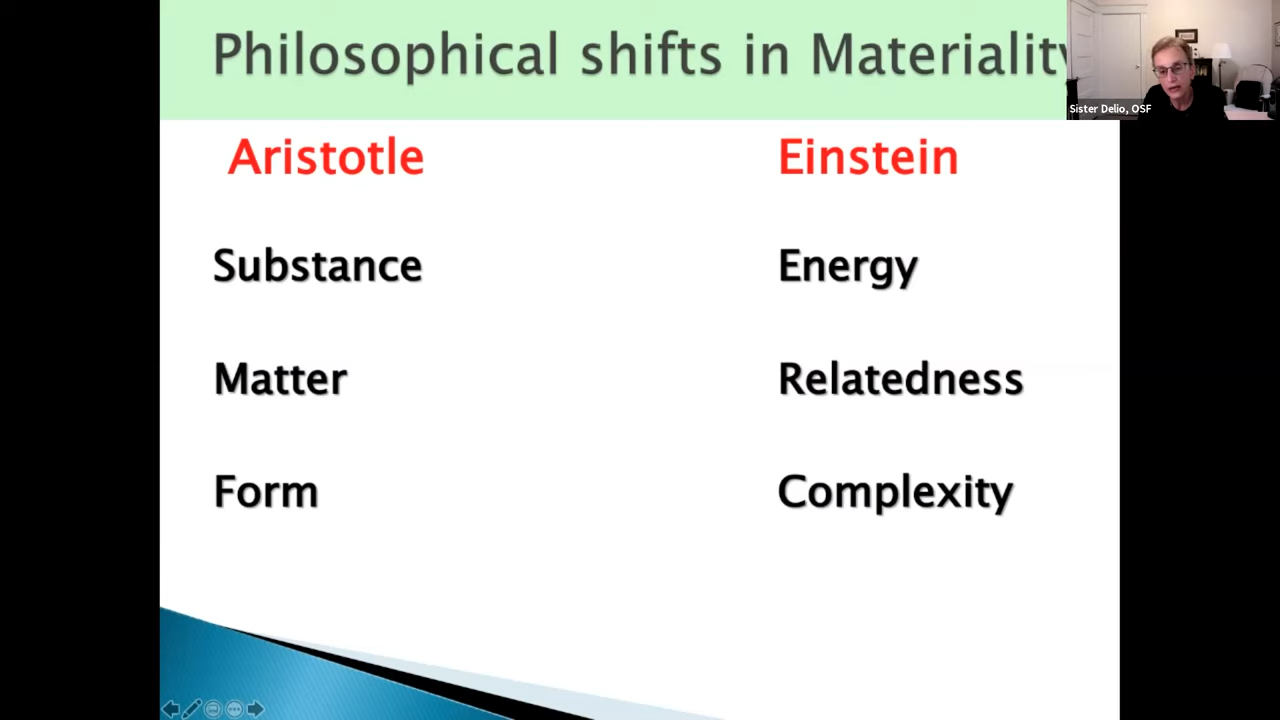 Philosophical shifts in Materiality
Sister Delio, OSF
Aristotle
Einstein
Substance
Energy
Matter
Relatedness
Form
Complexity